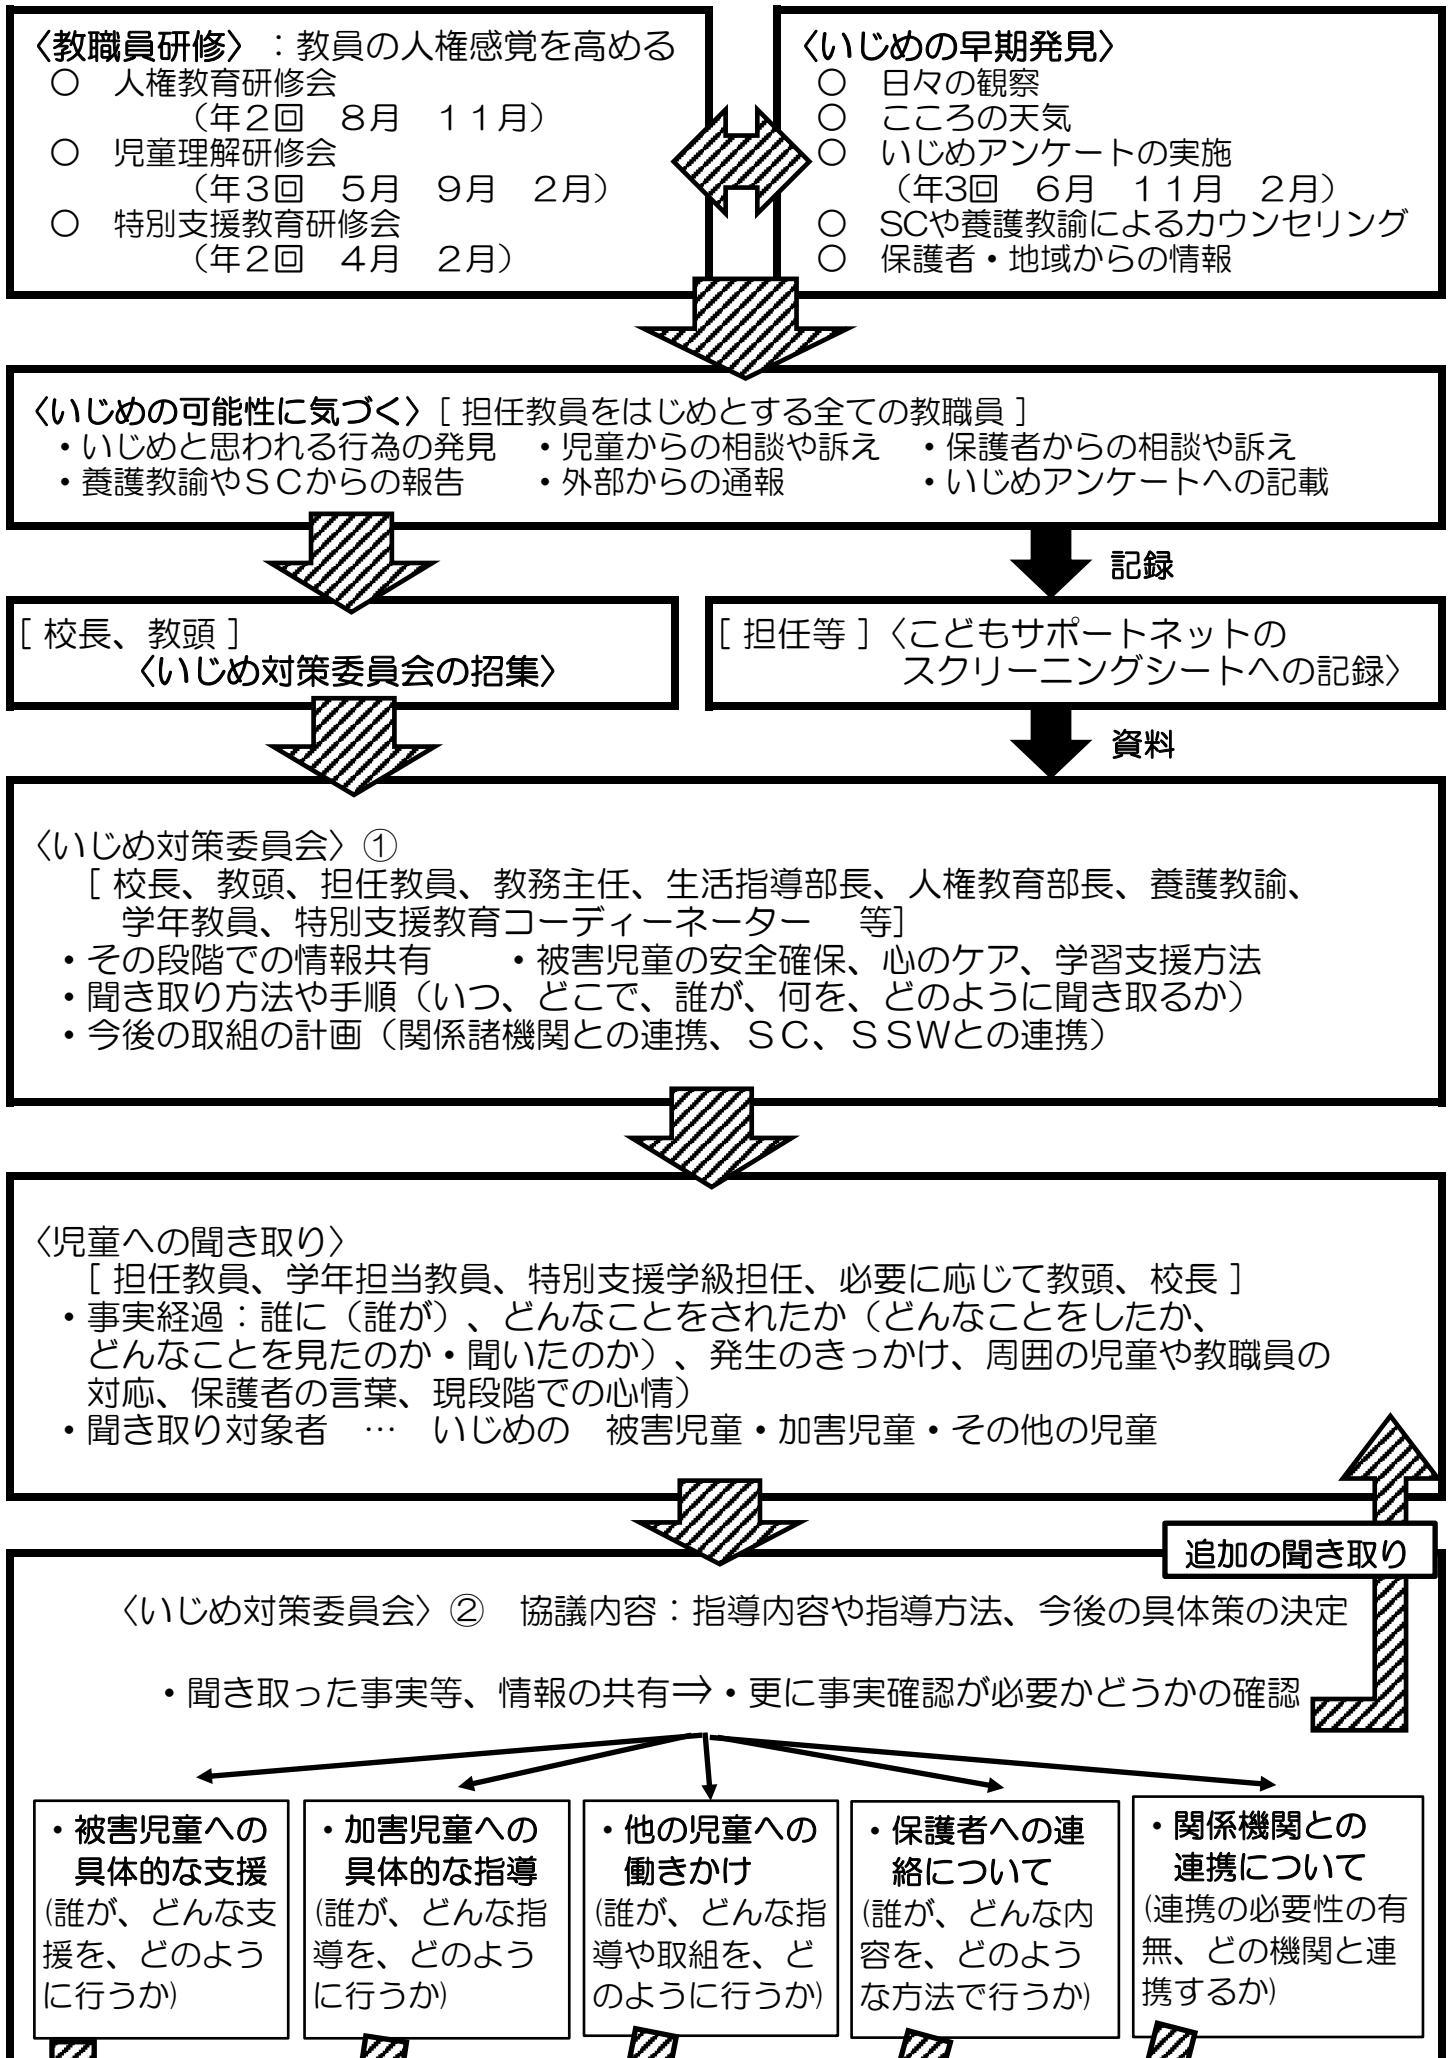 〈教職員研修〉：教員の人権感覚を高める
○　人権教育研修会
（年２回　８月　１１月）
○　児童理解研修会
（年３回　５月　９月　２月）
○　特別支援教育研修会
（年２回　４月　２月）
〈いじめの早期発見〉
○　日々の観察
○　こころの天気
○　いじめアンケートの実施
（年3回　６月　１１月　２月）
○　SCや養護教諭によるカウンセリング
○　保護者・地域からの情報
〈いじめの可能性に気づく〉［ 担任教員をはじめとする全ての教職員 ］
・いじめと思われる行為の発見　・児童からの相談や訴え　・保護者からの相談や訴え
・養護教諭やＳＣからの報告　・外部からの通報　・いじめアンケートへの記載
記録
［ 校長、教頭 ］
〈いじめ対策委員会の招集〉
［ 担任等 ］〈こどもサポートネットの
スクリーニングシートへの記録〉
資料
〈いじめ対策委員会〉①
［ 校長、教頭、担任教員、教務主任、生活指導部長、人権教育部長、養護教諭、
学年教員、特別支援教育コーディーネーター　等］
・その段階での情報共有　・被害児童の安全確保、心のケア、学習支援方法
・聞き取り方法や手順（いつ、どこで、誰が、何を、どのように聞き取るか）
・今後の取組の計画（関係諸機関との連携、ＳＣ、ＳＳＷとの連携）
〈児童への聞き取り〉
［ 担任教員、学年担当教員、特別支援学級担任、必要に応じて教頭、校長 ］
・事実経過：誰に（誰が）、どんなことをされたか（どんなことをしたか、
どんなことを見たのか・聞いたのか）、発生のきっかけ、周囲の児童や教職員の
対応、保護者の言葉、現段階での心情）
・聞き取り対象者　…　いじめの　被害児童・加害児童・その他の児童
追加の聞き取り
〈いじめ対策委員会〉②　協議内容：指導内容や指導方法、今後の具体策の決定
・聞き取った事実等、情報の共有⇒・更に事実確認が必要かどうかの確認
・被害児童への
具体的な支援
(誰が、どんな支
援を、どのよう
に行うか)
・加害児童への
具体的な指導
(誰が、どんな指
導を、どのよう
に行うか)
・他の児童への
働きかけ
(誰が、どんな指
導や取組を、ど
のように行うか)
・保護者への連
絡について
(誰が、どんな内
容を、どのよう
な方法で行うか)
・関係機関との
連携について
(連携の必要性の有
無、どの機関と連
携するか)